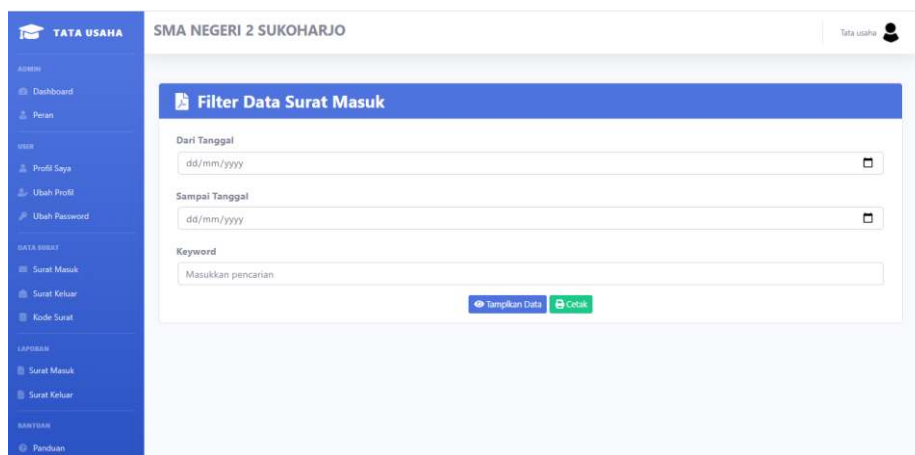 TATA USAHA
SMA NEGERI 2 SUKOHARJO
Tata usaha
ADMIN
Dashboard
Peran
USER
Profil Saya
Ubah Profil
Ubah Password
DATA SURAT
Surat Masuk
Surat Keluar
Kode Surat
LAPORAN
Surat Masuk
Surat Keluar
BANTUAN
Panduan
Filter Data Surat Masuk
Dari Tanggal
dd/mm/yyyy
Sampai Tanggal
dd/mm/yyyy
Keyword
Masukkan pencarian
Tampilkan Data Cetak